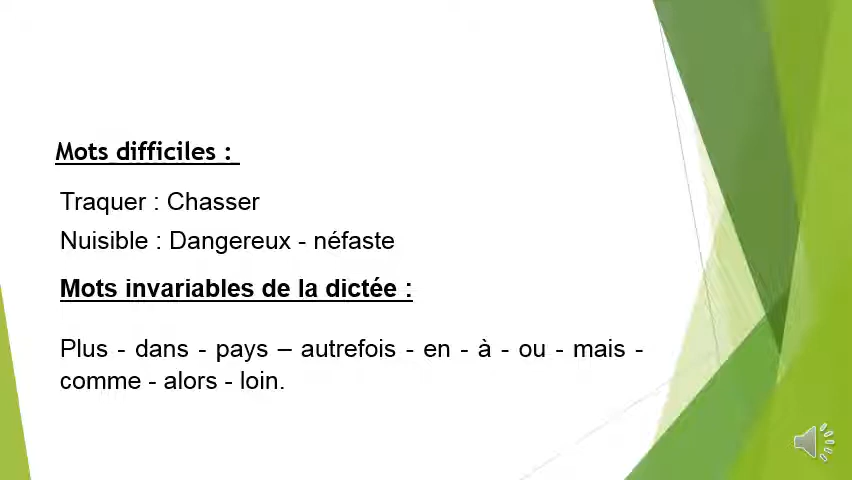 Mots difficiles :
Traquer : Chasser
Nuisible : Dangereux - néfaste
Mots invariables de la dictée :
Plus - dans - pays – autrefois - en - à - ou - mais -
comme - alors - loin.